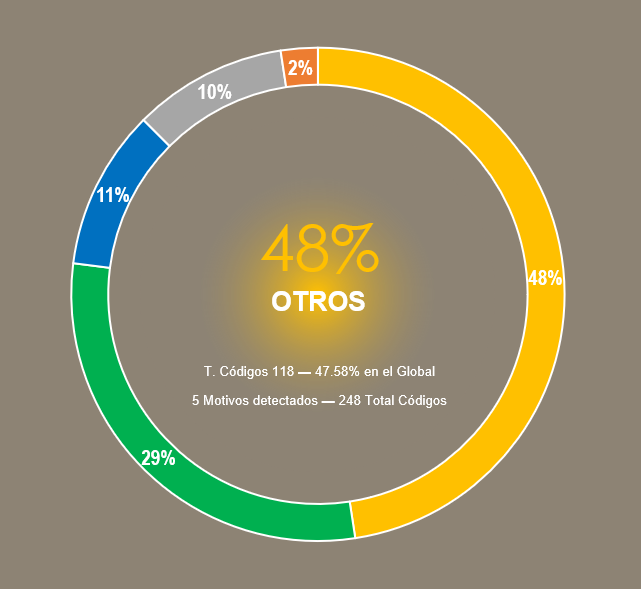 2%
10%
11%
48%
OTROS
48%
T. Códigos 118 — 47.58% en el Global
5 Motivos detectados — 248 Total Códigos
29%